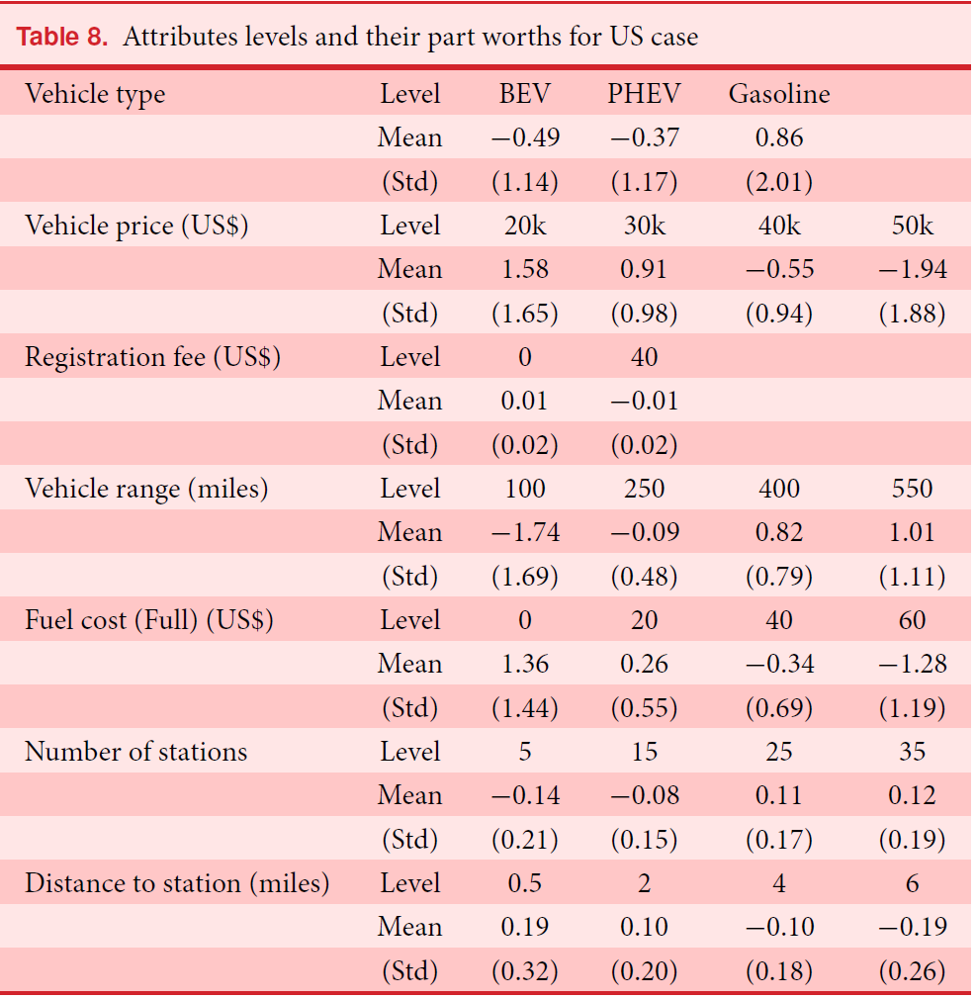 Table 8. Attributes levels and their part worths for US case
Vehicle type Level BEV PHEV Gasoline
Mean −0.49 −0.37 0.86
(Std) (1.14) (1.17) (2.01)
Vehicle price (US$) Level 20k 30k 40k 50k
Mean 1.58 0.91 −0.55 −1.94
(Std) (1.65) (0.98) (0.94) (1.88)
Registration fee (US$) Level 0 40
Mean 0.01 −0.01
(Std) (0.02) (0.02)
Vehicle range (miles) Level 100 250 400 550
Mean −1.74 −0.09 0.82 1.01
(Std) (1.69) (0.48) (0.79) (1.11)
Fuel cost (Full) (US$) Level 0 20 40 60
Mean 1.36 0.26 −0.34 −1.28
(Std) (1.44) (0.55) (0.69) (1.19)
Number of stations Level 5 15 25 35
Mean −0.14 −0.08 0.11 0.12
(Std) (0.21) (0.15) (0.17) (0.19)
Distance to station (miles) Level 0.5 2 4 6
Mean 0.19 0.10 −0.10 −0.19
(Std) (0.32) (0.20) (0.18) (0.26)